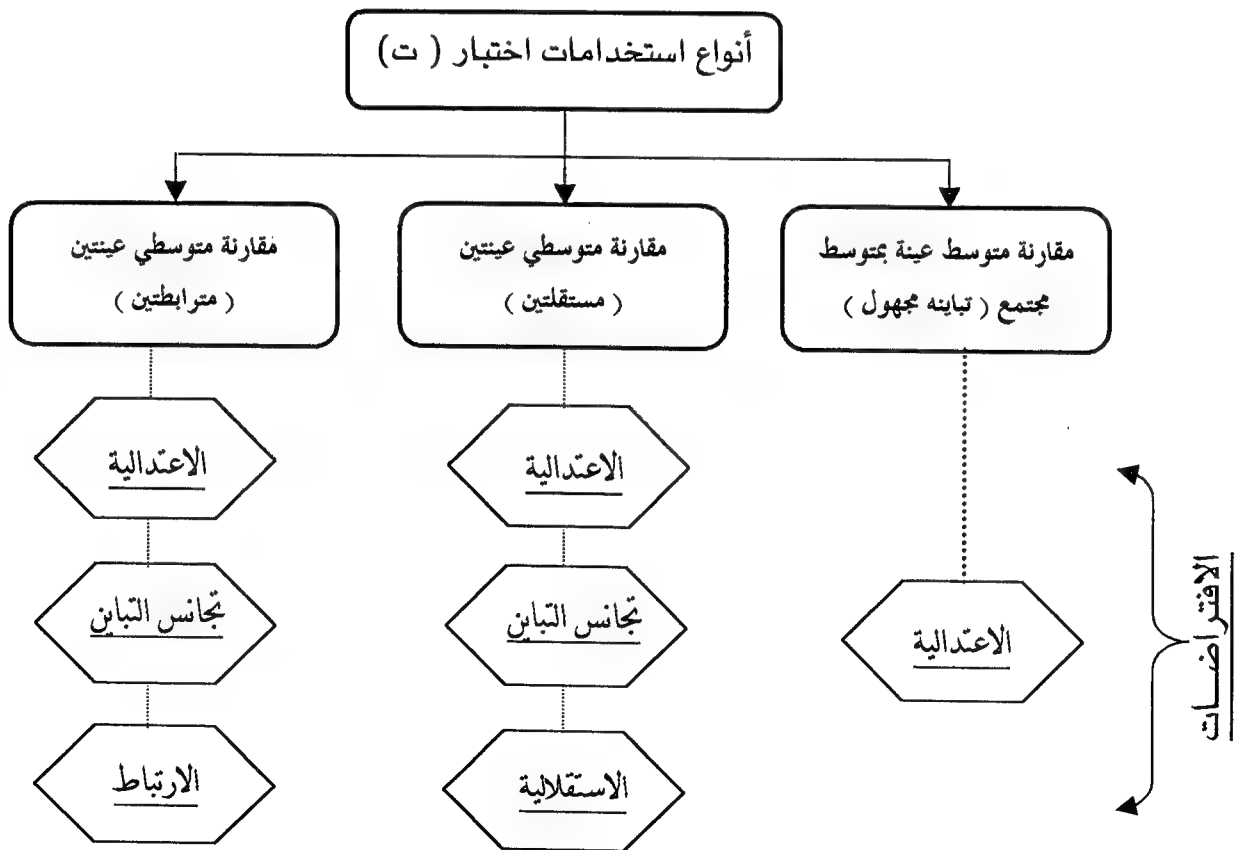 أنواع استخدامات اختبار ( ت)
مقارنة متوسط عينة بمتوسط
مجتمع ( تباينه مجهول )
مقارنة متوسطي عينتين
( مستقلتين )
مقارنة متوسطي عينتين
( مترابطتين )
الاعتدالية
الاعتدالية
تجانس التباين
الاستقلالية
الاعتدالية
تجانس التباين
الارتباط
الافتراضــات